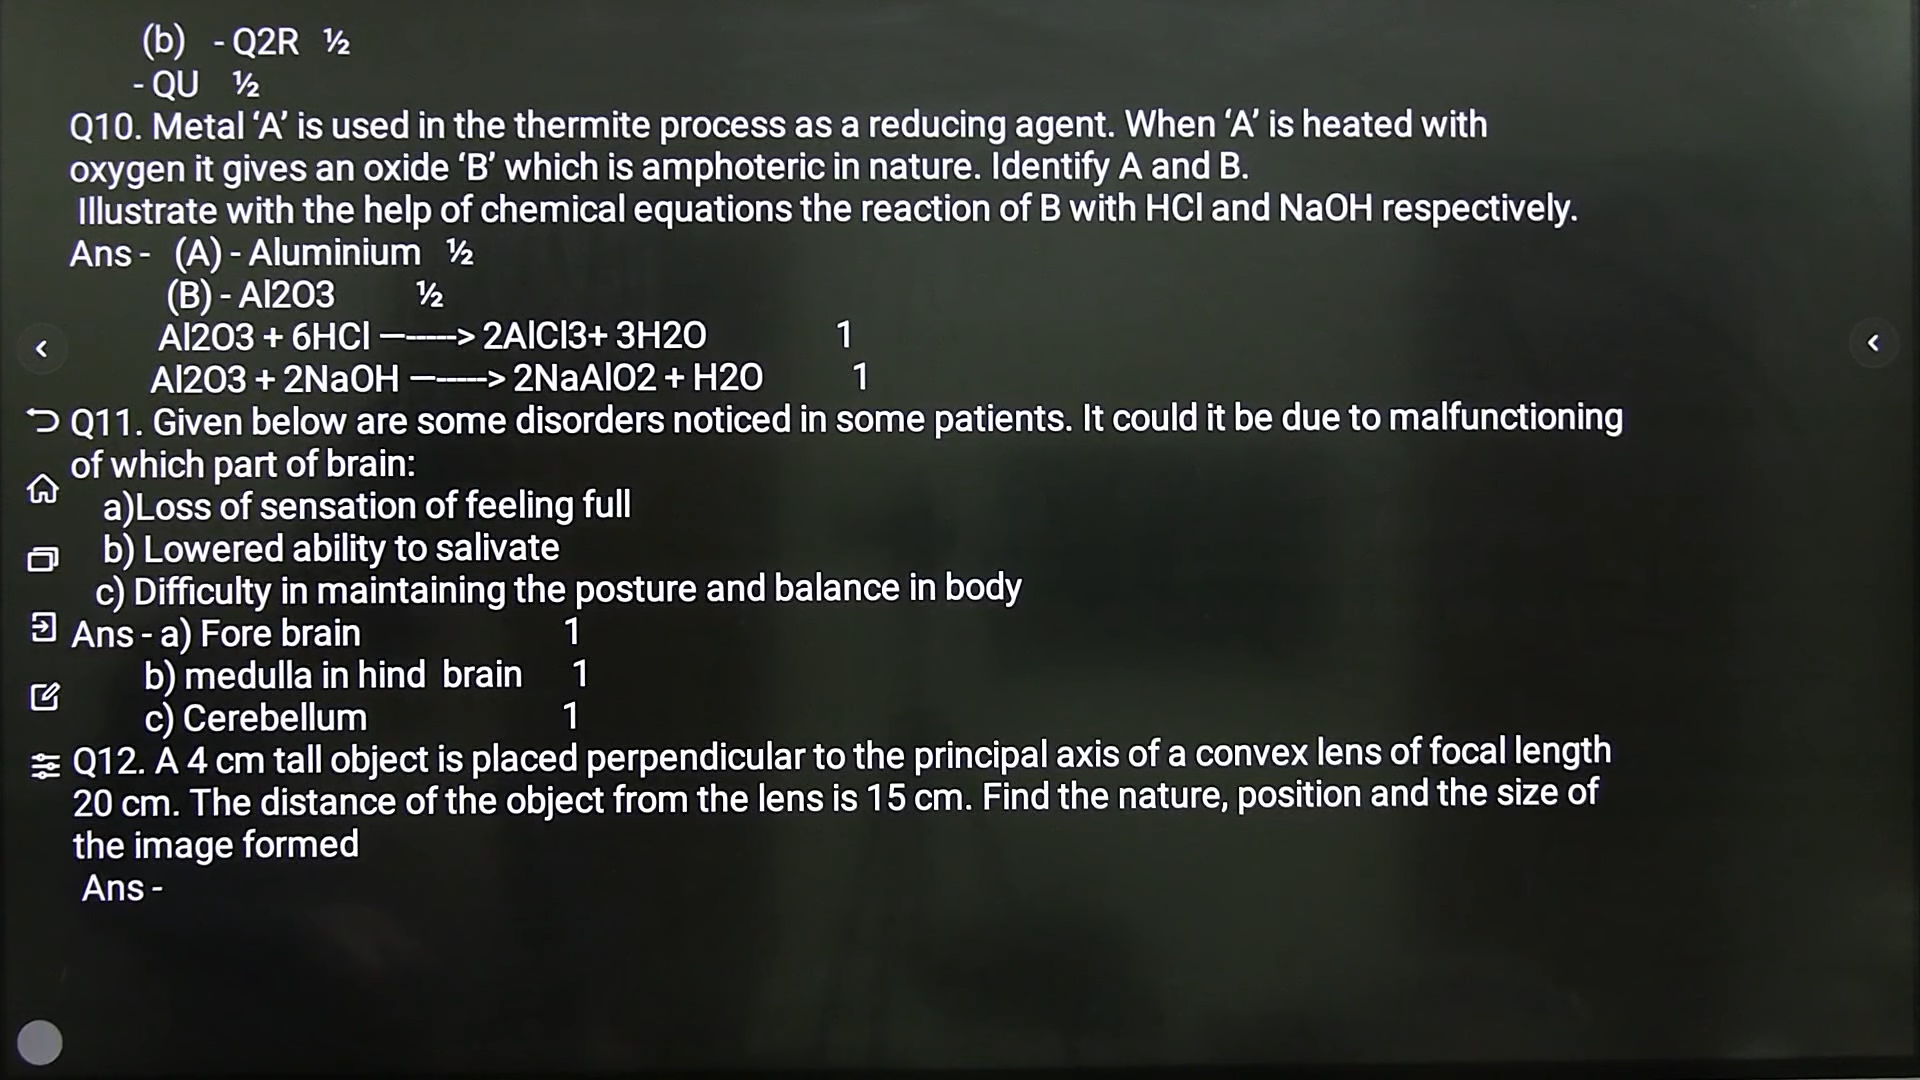 (b) - Q2R ½
- QU ½
Q10. Metal ‘A’ is used in the thermite process as a reducing agent. When ‘A’ is heated with
oxygen it gives an oxide ‘B’ which is amphoteric in nature. Identify A and B.
Illustrate with the help of chemical equations the reaction of B with HCl and NaOH respectively.
Ans - (A) - Aluminium ½
(B) - Al2O3 ½
Al2O3 + 6HCl —-----> 2AlCl3+ 3H2O 1
Al2O3 + 2NaOH —-----> 2NaAlO2 + H2O 1
Q11. Given below are some disorders noticed in some patients. It could it be due to malfunctioning
of which part of brain:
a)Loss of sensation of feeling full
b) Lowered ability to salivate
c) Difficulty in maintaining the posture and balance in body
Ans - a) Fore brain 1
b) medulla in hind brain 1
c) Cerebellum 1
Q12. A 4 cm tall object is placed perpendicular to the principal axis of a convex lens of focal length
20 cm. The distance of the object from the lens is 15 cm. Find the nature, position and the size of
the image formed
Ans -